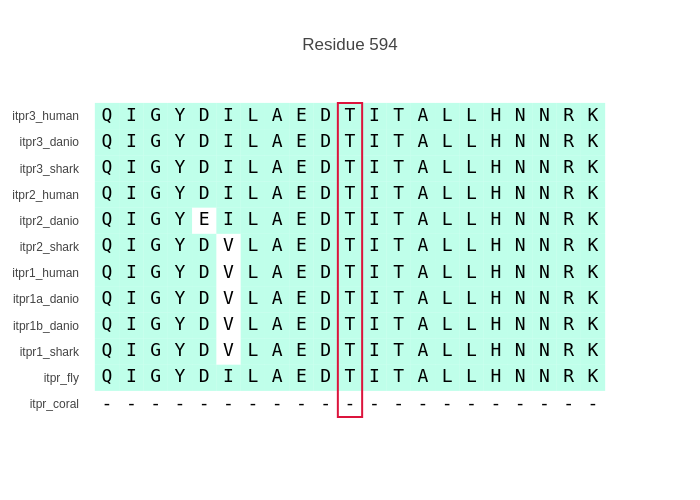 Residue 594
itpr3_human Q I G Y D I L A E D T I T A L L H N N R K
itpr3_danio Q I G Y D I L A E D T I T A L L H N N R K
itpr3_shark Q I G Y D I L A E D T I T A L L H N N R K
itpr2_human Q I G Y D I L A E D T I T A L L H N N R K
itpr2_danio Q I G Y E I L A E D T I T A L L H N N R K
itpr2_shark Q I G Y D V L A E D T I T A L L H N N R K
itpr1_human Q I G Y D V L A E D T I T A L L H N N R K
itpr1a_danio Q I G Y D V L A E D T I T A L L H N N R K
itpr1b_danio Q I G Y D V L A E D T I T A L L H N N R K
itpr1_shark Q I G Y D V L A E D T I T A L L H N N R K
itpr_fly Q I G Y D I L A E D T I T A L L H N N R K
itpr_coral - - - - - - - - - - - - - - - - - - - - -